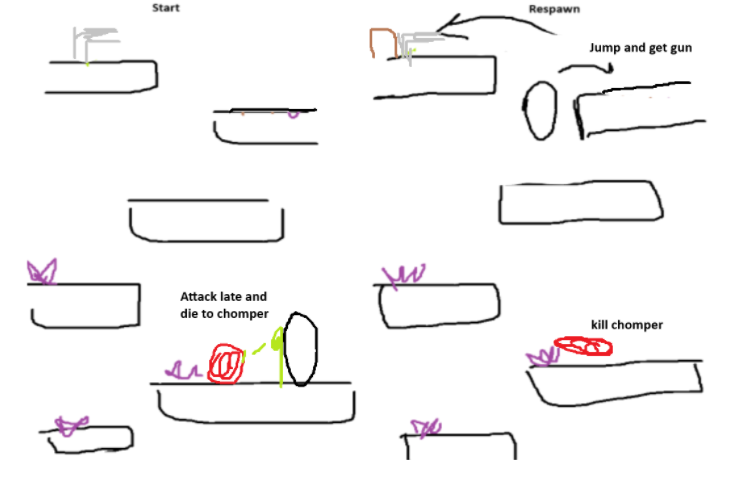 Start
Respawn
Jump and get gun
Attack late and
die to chomper
kill chomper